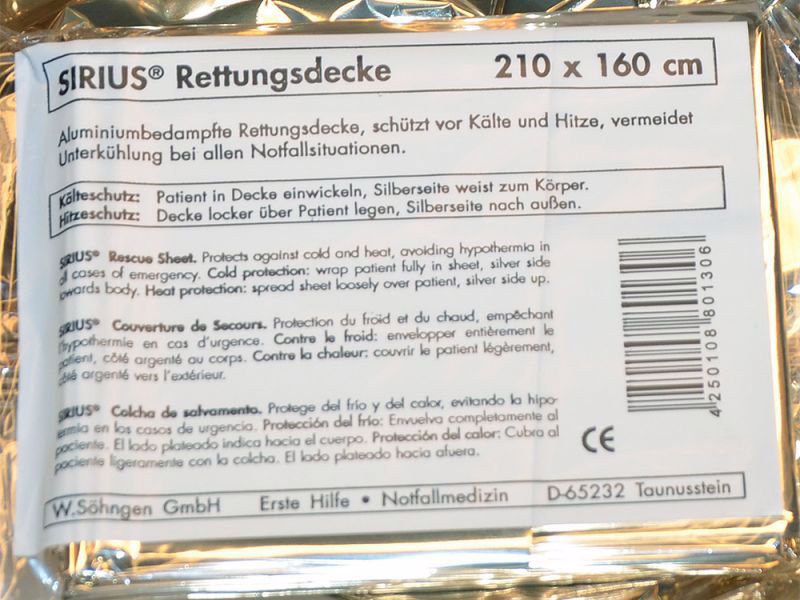 SIRIUS® Rettungsdecke 210 x 160 cm
Aluminiumbedampfte Rettungsdecke, schützt vor Kälte und Hitze, vermeidet
Unterkühlung bei allen Notfallsituationen.
Kälteschutz: Patient in Decke einwickeln, Silberseite weist zum Körper.
Hitzeschutz: Decke locker über Patient legen, Silberseite nach außen.
SIRIUS® Rescue Sheet. Protects against cold and heat, avoiding hypothermia in
all cases of emergency. Cold protection: wrap patient fully in sheet, silver side
towards body. Heat protection: spread sheet loosely over patient, silver side up.
SIRIUS® Couverture de Secours. Protection du froid et du chaud, empêchant
l'hypothermie en cas d'urgence. Contre le froid: envelopper entièrement le
patient, côté argenté au corps. Contre la chaleur: couvrir le patient légèrement,
côté argenté vers l'extérieur.
SIRIUS® Colcha de salvamento. Protege del frío y del calor, evitando la hipo-
termia en los casos de urgencia. Protección del frío: Envuelva completamente al
paciente. El lado plateado indica hacia el cuerpo. Protección del calor: Cubra al
paciente ligeramente con la colcha. El lado plateado hacia afuera.
4 250108 801306
CE
W.Söhngen GmbH Erste Hilfe • Notfallmedizin D-65232 Taunusstein